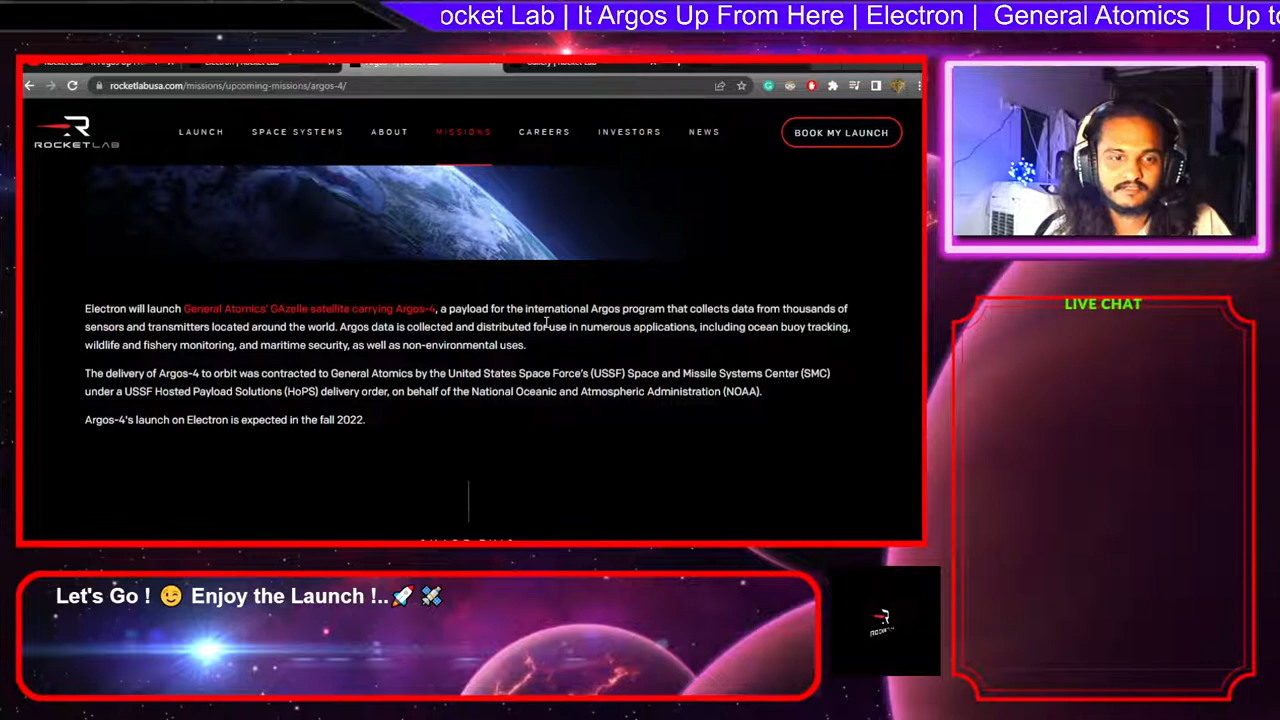 ocket Lab | It Argos Up From Here | Electron | General Atomics | Up to
rocketlabusa.com/missions/upcoming-missions/argos-4/
ROCKETLAB
LAUNCH
SPACE SYSTEMS
ABOUT
MISSIONS
CAREERS
INVESTORS
NEWS
BOOK MY LAUNCH
Electron will launch General Atomics' GAzelle satellite carrying Argos-4, a payload for the international Argos program that collects data from thousands of
sensors and transmitters located around the world. Argos data is collected and distributed for use in numerous applications, including ocean buoy tracking,
wildlife and fishery monitoring, and maritime security, as well as non-environmental uses.
The delivery of Argos-4 to orbit was contracted to General Atomics by the United States Space Force's (USSF) Space and Missile Systems Center (SMC)
under a USSF Hosted Payload Solutions (HoPS) delivery order, on behalf of the National Oceanic and Atmospheric Administration (NOAA).
Argos-4's launch on Electron is expected in the fall 2022.
LIVE CHAT
Let's Go ! 😉 Enjoy the Launch !..🚀 🛰️